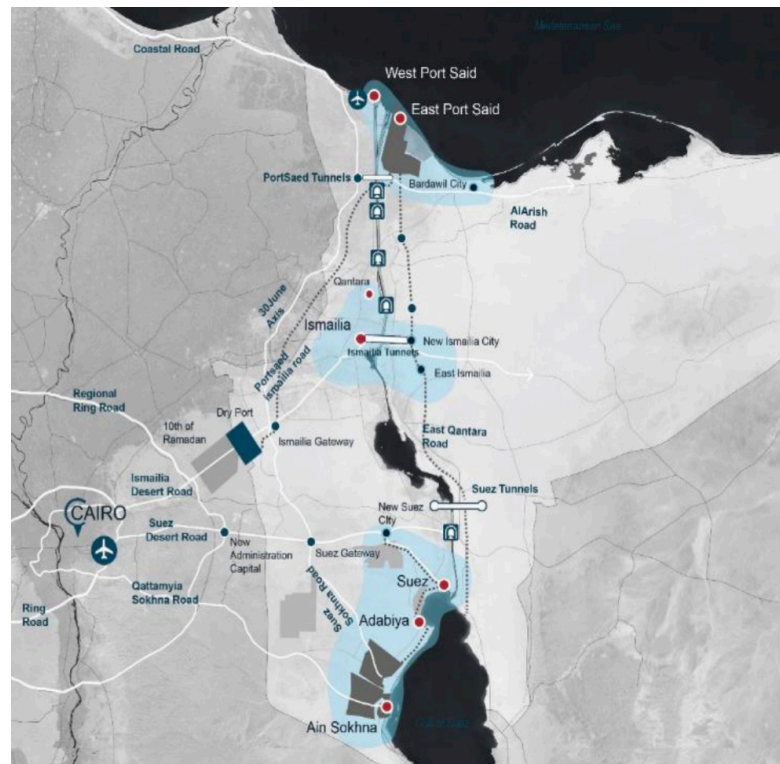 Mediterranean Sea
Coastal Road
West Port Said
East Port Said
PortSaed Tunnels
Bardawil City
AlArish
Road
Qantara
30June
Axis
Ismailia
New Ismailia City
Ismailia Tunnels
East Ismailia
Portsaed
Ismailia road
Regional
Ring Road
Dry Port
10th of
Ramadan
Ismailia Gateway
East Qantara
Road
Ismailia
Desert Road
Suez Tunnels
CAIRO
Suez
Desert Road
New Suez
City
New
Administration
Capital
Suez Gateway
Suez
Qattamyia
Sokhna Road
Suez
Sokhna Road
Ring
Road
Adabiya
Ain Sokhna